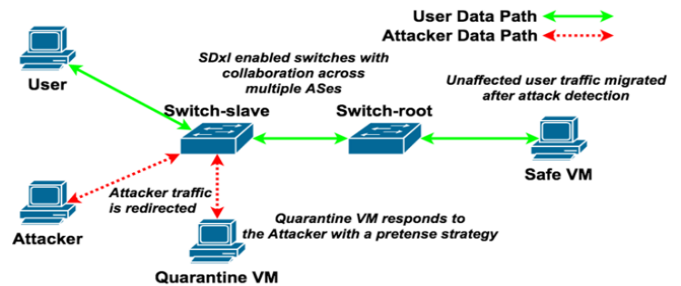 User Data Path
Attacker Data Path
SDxI enabled switches with
collaboration across
multiple ASes
User
Switch-slave
Switch-root
Unaffected user traffic migrated
after attack detection
Safe VM
Attacker traffic
is redirected
Attacker
Quarantine VM responds to
the Attacker with a pretense strategy
Quarantine VM